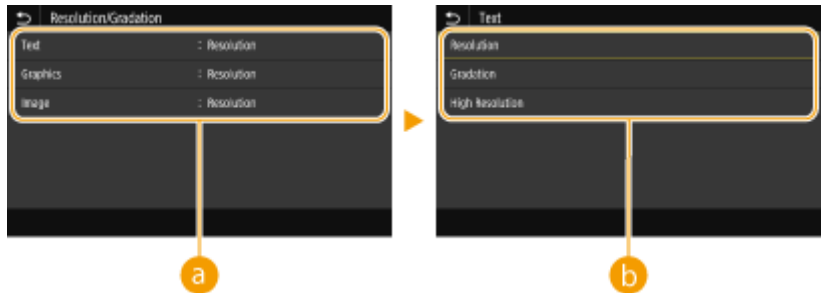 Resolution/Gradation
Text : Resolution
Graphics : Resolution
Image : Resolution
a
Text
Resolution
Gradation
High Resolution
b